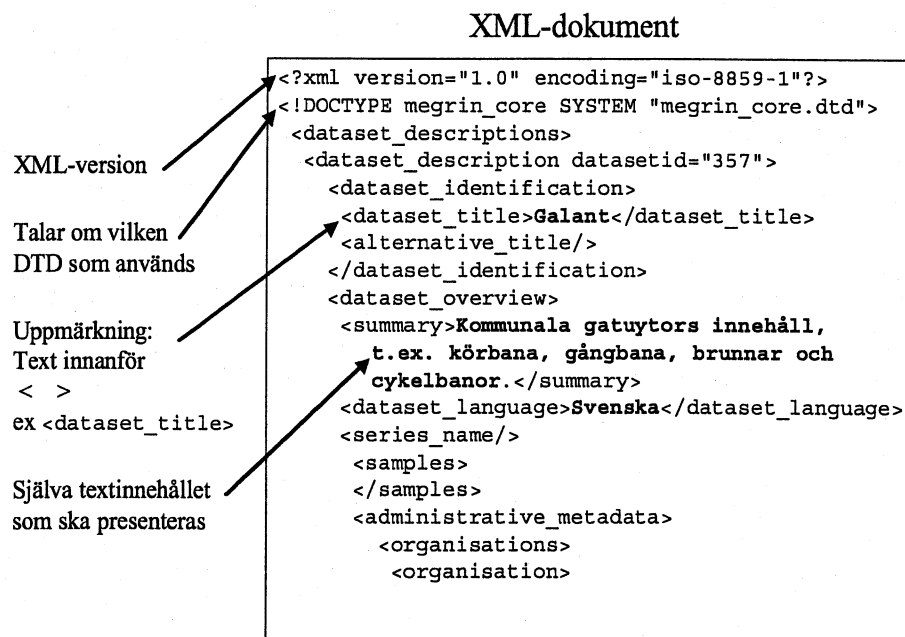 XML-dokument
<?xml version="1.0" encoding="iso-8859-1"?>
<!DOCTYPE megrin_core SYSTEM "megrin_core.dtd">
<dataset_descriptions>
<dataset_description datasetid="357">
<dataset_identification>
<dataset_title>Galant</dataset_title>
<alternative_title/>
</dataset_identification>
<dataset_overview>
<summary>Kommunala gatuytors innehåll,
t.ex. körbana, gångbana, brunnar och
cykelbanor.</summary>
<dataset_language>Svenska</dataset_language>
<series_name/>
<samples>
</samples>
<administrative_metadata>
<organisations>
<organisation>
XML-version
Talar om vilken
DTD som används
Uppmärkning:
Text innanför
< >
ex <dataset_title>
Själva textinnehållet
som ska presenteras